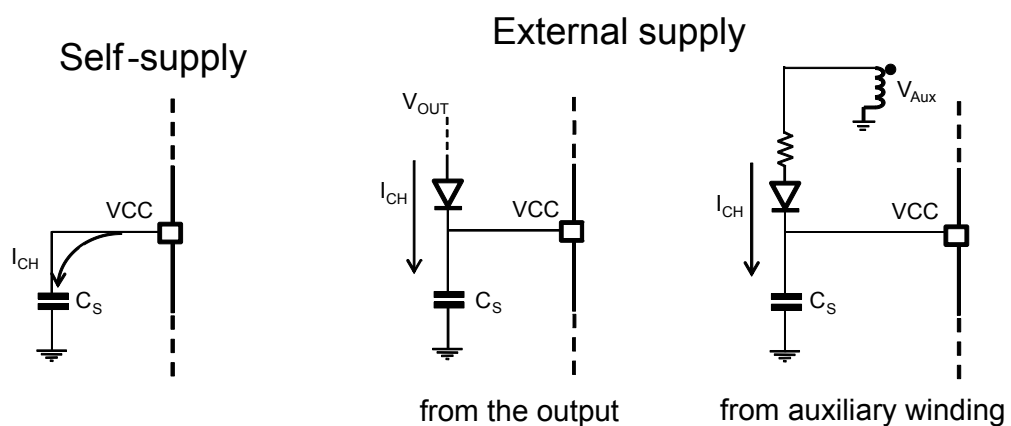 Self-supply
External supply
VCC
I_CH
C_S
V_OUT
I_CH
VCC
C_S
from the output
V_Aux
I_CH
VCC
C_S
from auxiliary winding